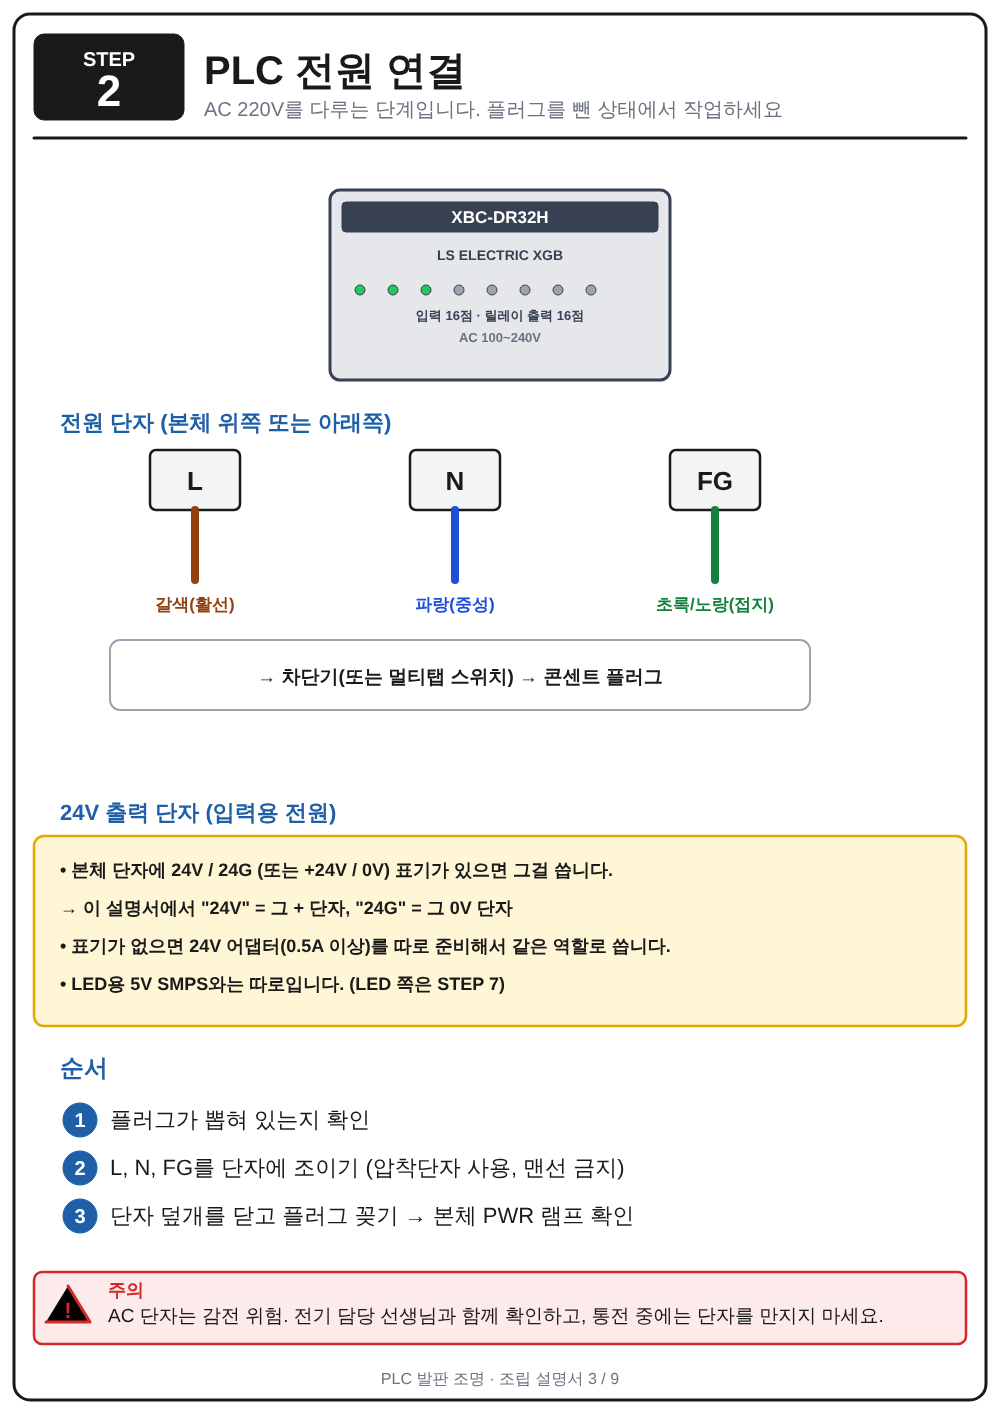 STEP
2
PLC 전원 연결
AC 220V를 다루는 단계입니다. 플러그를 뺀 상태에서 작업하세요
XBC-DR32H
LS ELECTRIC XGB
입력 16점 · 릴레이 출력 16점
AC 100~240V
전원 단자 (본체 위쪽 또는 아래쪽)
L
N
FG
갈색(활선)
파랑(중성)
초록/노랑(접지)
→ 차단기(또는 멀티탭 스위치) → 콘센트 플러그
24V 출력 단자 (입력용 전원)
• 본체 단자에 24V / 24G (또는 +24V / 0V) 표기가 있으면 그걸 씁니다.
→ 이 설명서에서 "24V" = 그 + 단자, "24G" = 그 0V 단자
• 표기가 없으면 24V 어댑터(0.5A 이상)를 따로 준비해서 같은 역할로 씁니다.
• LED용 5V SMPS와는 따로입니다. (LED 쪽은 STEP 7)
순서
1 플러그가 뽑혀 있는지 확인
2 L, N, FG를 단자에 조이기 (압착단자 사용, 맨선 금지)
3 단자 덮개를 닫고 플러그 꽂기 → 본체 PWR 램프 확인
!
주의
AC 단자는 감전 위험. 전기 담당 선생님과 함께 확인하고, 통전 중에는 단자를 만지지 마세요.
PLC 발판 조명 · 조립 설명서 3 / 9